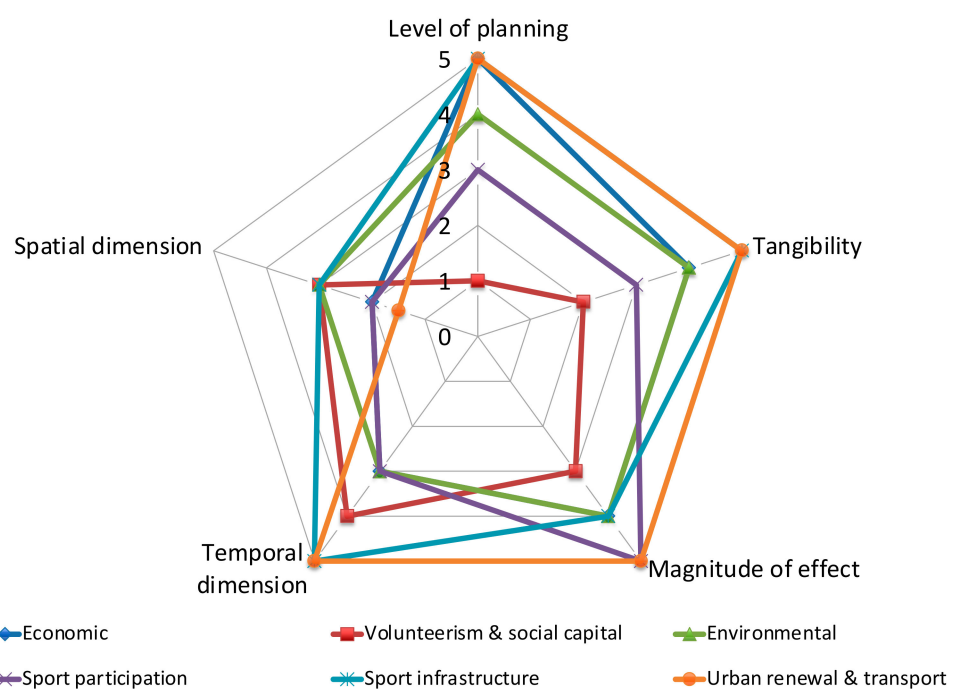 Level of planning
5
4
3
2
1
0
Spatial dimension
Tangibility
Temporal
dimension
Magnitude of effect
Economic
Volunteerism & social capital
Environmental
Sport participation
Sport infrastructure
Urban renewal & transport